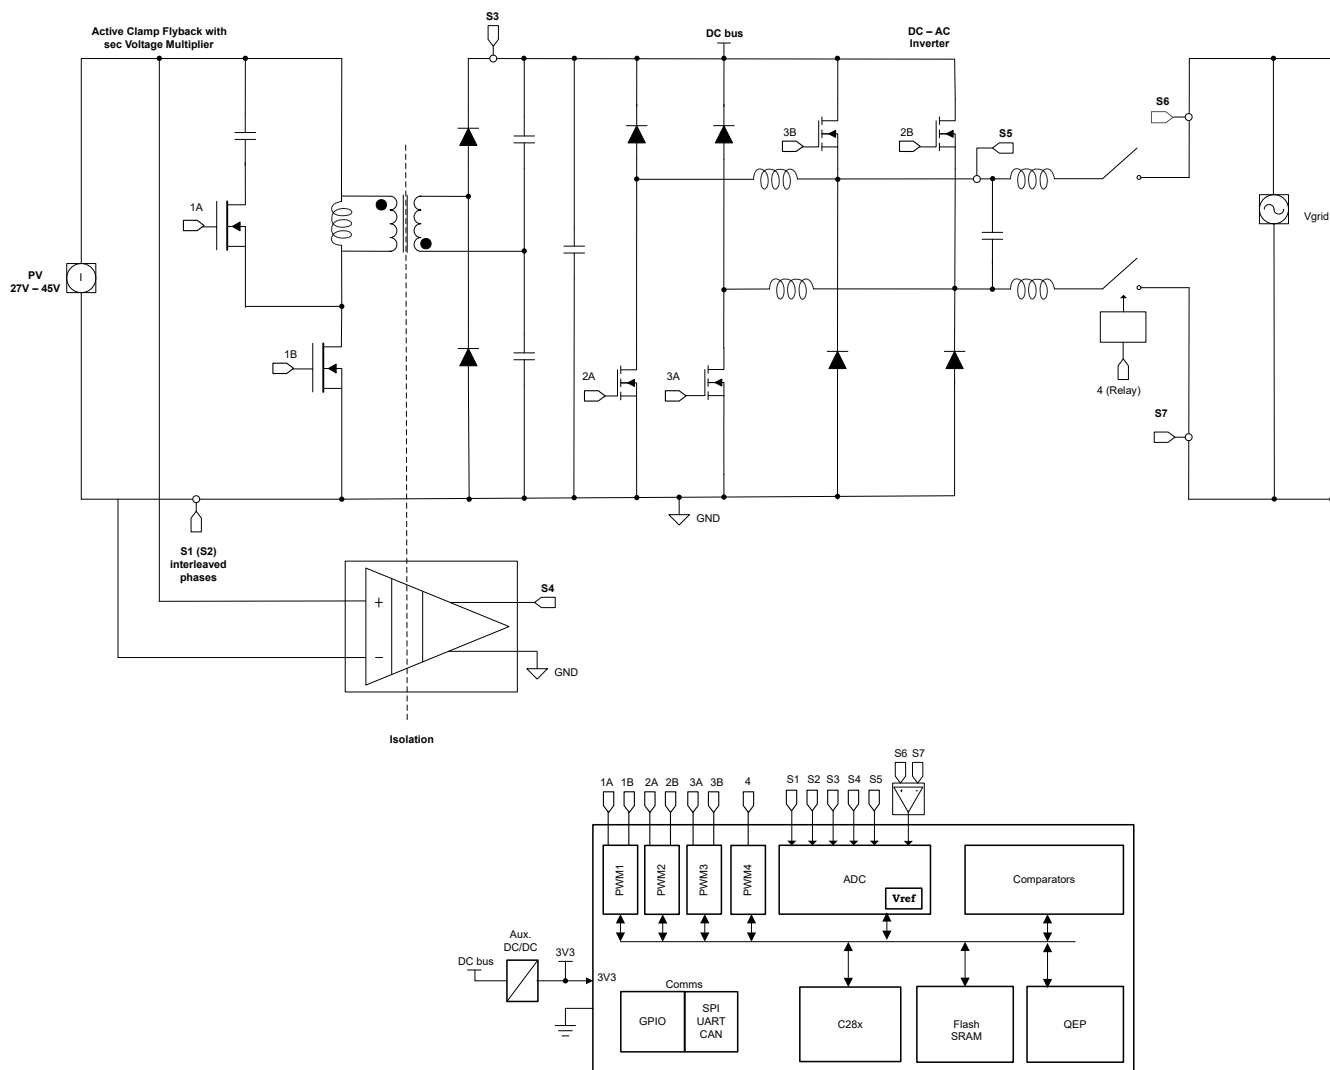 Active Clamp Flyback with
sec Voltage Multiplier
S3
DC bus
DC – AC
Inverter
S6
3B
2B
S5
1A
Vgrid
PV
27V – 45V
1B
2A
3A
4 (Relay)
S7
GND
S1 (S2)
interleaved
phases
S4
+
−
GND
Isolation
S6 S7
1A 1B 2A 2B 3A 3B 4 S1 S2 S3 S4 S5
+ -
PWM1
PWM2
PWM3
PWM4
ADC
Vref
Comparators
Aux.
DC/DC
DC bus
3V3
3V3
Comms
GPIO
SPI
UART
CAN
C28x
Flash
SRAM
QEP